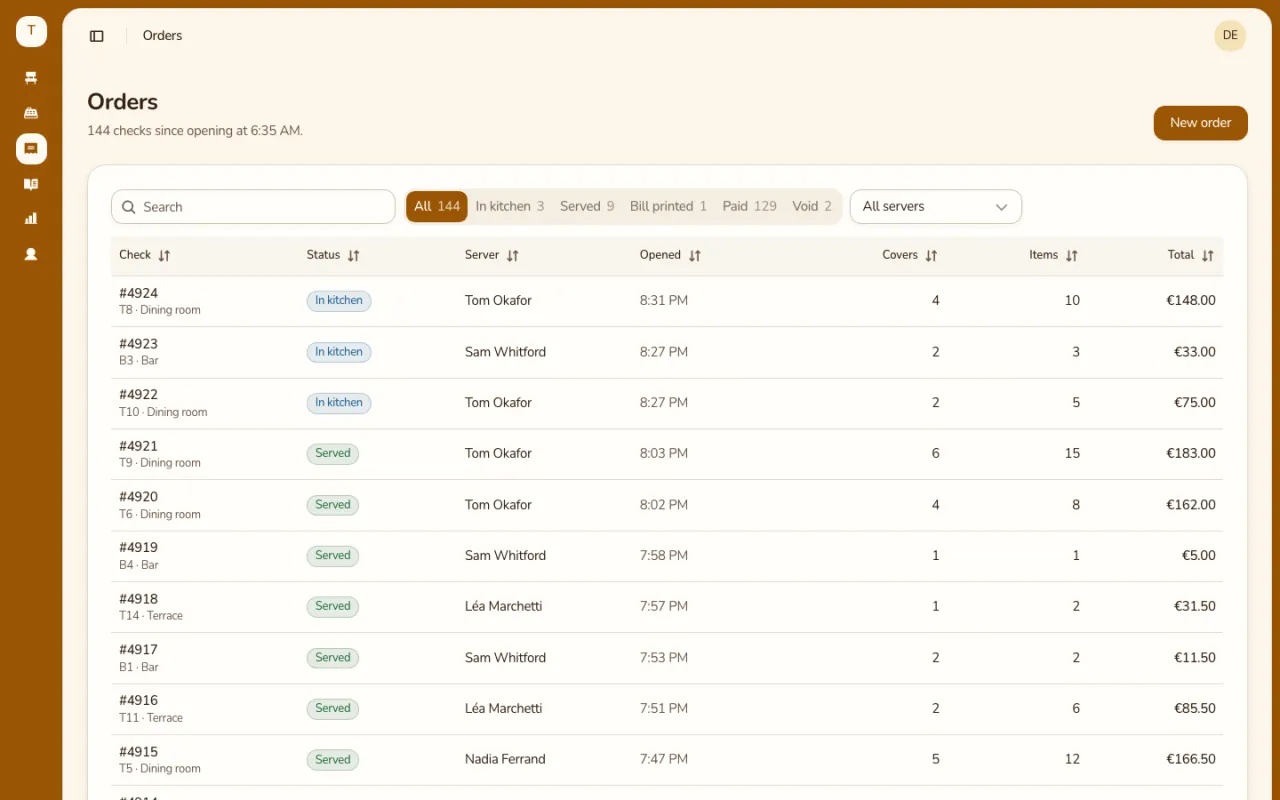 T
Orders
DE
Orders
144 checks since opening at 6:35 AM.
New order
Search
All 144 In kitchen 3 Served 9 Bill printed 1 Paid 129 Void 2
All servers
Check Status Server Opened Covers Items Total
#4924
T8 · Dining room
In kitchen Tom Okafor 8:31 PM 4 10 €148.00
#4923
B3 · Bar
In kitchen Sam Whitford 8:27 PM 2 3 €33.00
#4922
T10 · Dining room
In kitchen Tom Okafor 8:27 PM 2 5 €75.00
#4921
T9 · Dining room
Served Tom Okafor 8:03 PM 6 15 €183.00
#4920
T6 · Dining room
Served Tom Okafor 8:02 PM 4 8 €162.00
#4919
B4 · Bar
Served Sam Whitford 7:58 PM 1 1 €5.00
#4918
T14 · Terrace
Served Léa Marchetti 7:57 PM 1 2 €31.50
#4917
B1 · Bar
Served Sam Whitford 7:53 PM 2 2 €11.50
#4916
T11 · Terrace
Served Léa Marchetti 7:51 PM 2 6 €85.50
#4915
T5 · Dining room
Served Nadia Ferrand 7:47 PM 5 12 €166.50